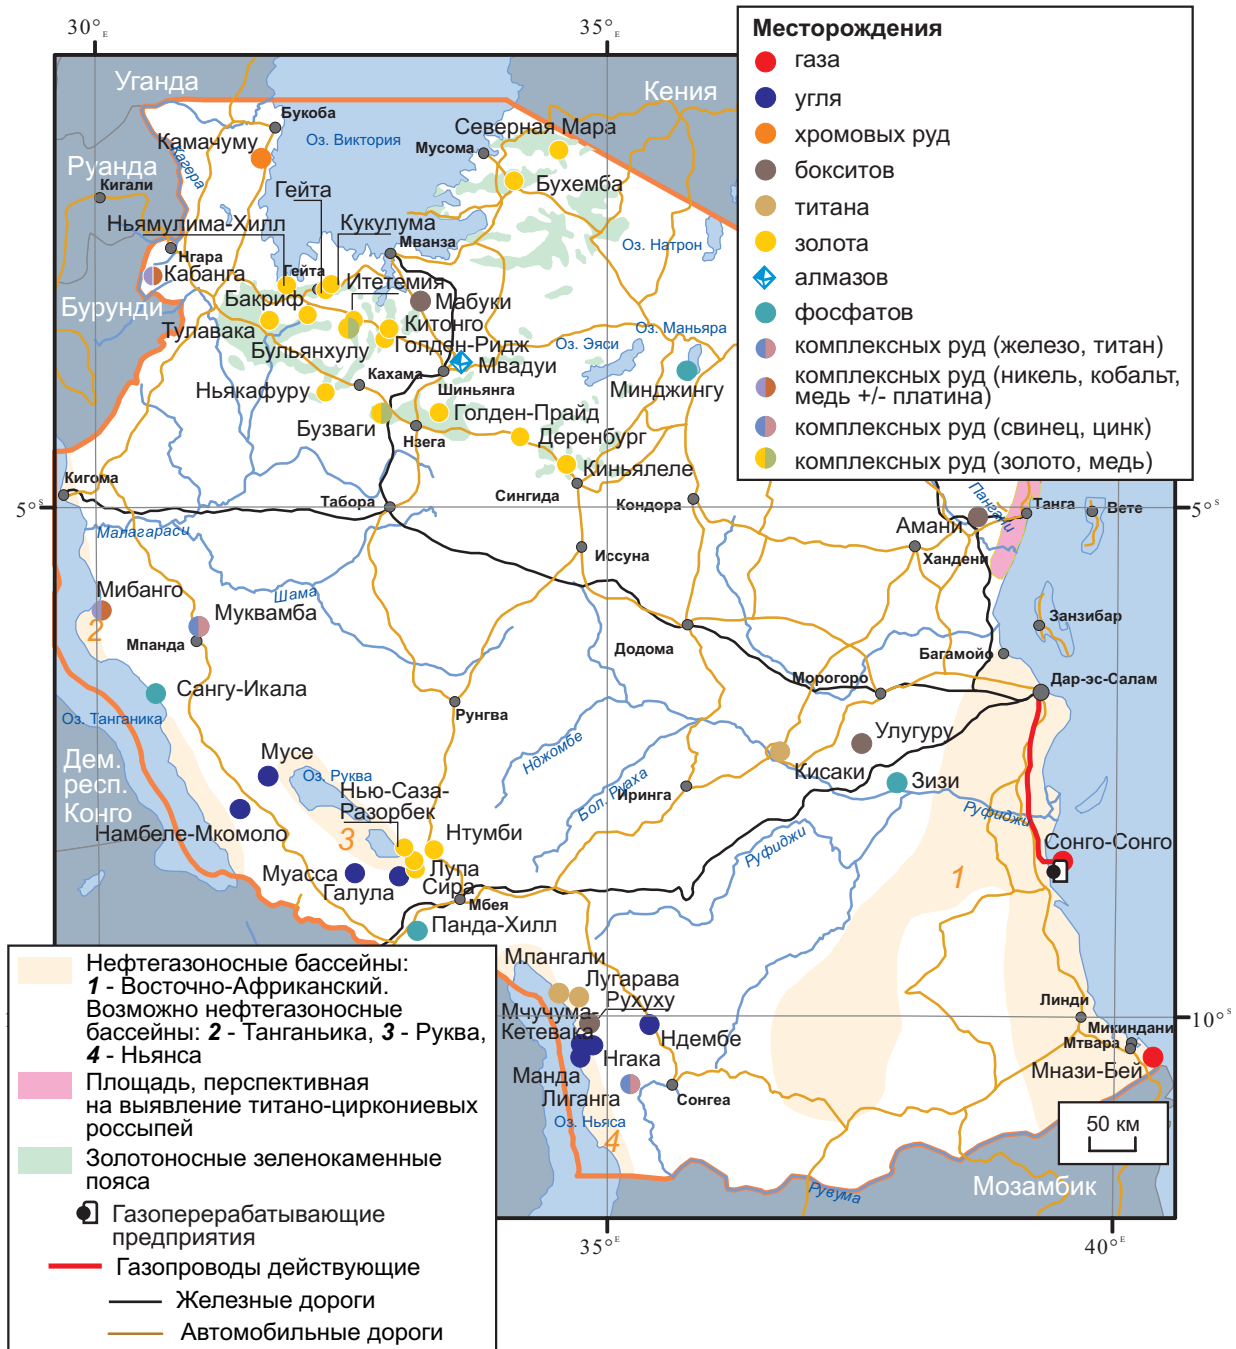 30° E
35° E
Месторождения
газа
угля
хромовых руд
бокситов
титана
золота
алмазов
фосфатов
комплексных руд (железо, титан)
комплексных руд (никель, кобальт,
медь +/- платина)
комплексных руд (свинец, цинк)
комплексных руд (золото, медь)
Уганда
Кения
Руанда
Кигали
Бурунди
Букоба
Камачуму
Кагера
Оз. Виктория
Мусома
Северная Мара
Бухемба
Гейта
Ньямулима-Хилл
Кукулума
Мванза
Нгара
Кабанга
Гейта
Итетемия
Бакриф
Мабуки
Тулавака
Китонго
Бульянхулу
Голден-Ридж
Мвадуи
Оз. Натрон
Оз. Маньяра
Оз. Эяси
Минджингу
Кахама
Шиньянга
Ньякафуру
Голден-Прайд
Бузваги
Нзега
Деренбург
Киньялеле
Кигома
Табора
Сингида
Кондора
Пангани
Танга
Вете
5° S
5° S
Амани
Малагараси
Иссуна
Хандени
Мибанго
Шама
2
Муквамба
Мпанда
Занзибар
Додома
Багамойо
Сангу-Икала
Морогоро
Дар-эс-Салам
Оз. Танганика
Рунгва
Улугуру
Дем.
респ.
Конго
Мусе
Нджомбе
Кисаки
Оз. Руква
Бол. Руаха
Иринга
Зизи
Нью-Саза-
Разорбек
Намбеле-Мкомоло
3
Нтумби
Руфиджи
Руфиджи
Сонго-Сонго
Муасса
Лупа
Галула
Сира
Мбея
1
Панда-Хилл
Млангали
Лугарава
Рухуху
Мчучума-
Кетевака
Ндембе
Линди
10° S
Микиндани
Мтвара
Нгака
Мнази-Бей
Манда
Лиганга
Сонгеа
Оз. Ньяса
4
50 км
Рувума
Мозамбик
35° E
40° E
Нефтегазоносные бассейны:
1 - Восточно-Африканский.
Возможно нефтегазоносные
бассейны: 2 - Танганьика, 3 - Руква,
4 - Ньянса
Площадь, перспективная
на выявление титано-циркониевых
россыпей
Золотоносные зеленокаменные
пояса
Газоперерабатывающие
предприятия
Газопроводы действующие
Железные дороги
Автомобильные дороги